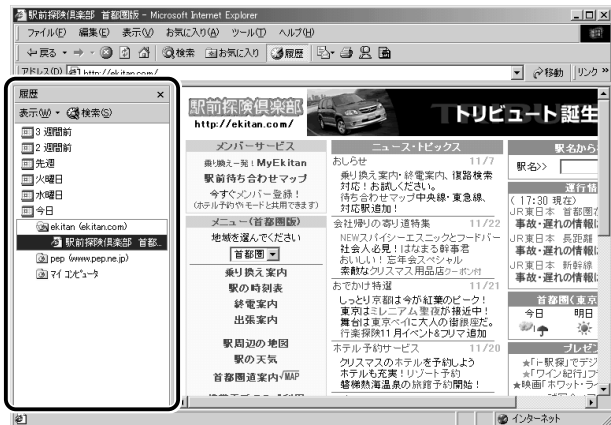 駅前探険倶楽部 首都圏版 - Microsoft Internet Explorer
ファイル(F) 編集(E) 表示(V) お気に入り(A) ツール(T) ヘルプ(H)
戻る 検索 お気に入り 履歴
アドレス(D) http://ekitan.com/ 移動 リンク »
履歴 ×
表示(W) 検索(S)
3 週間前
2 週間前
先週
火曜日
水曜日
今日
ekitan (ekitan.com)
駅前探険倶楽部 首都...
pep (www.pep.ne.jp)
マイ コンピュータ
駅前探険倶楽部
http://ekitan.com/
トリビュート誕生
メンバーサービス
乗り換え一発!MyEkitan
駅前待ち合わせマップ
今すぐメンバー登録!
(ホテル予約やモードと共用できます)
メニュー(首都圏版)
地域を選んでください
首都圏
乗り換え案内
駅の時刻表
終電案内
出張案内
駅周辺の地図
駅の天気
首都圏道案内√MAP
ニュース・トピックス
おしらせ 11/7
乗り換え案内・終電案内、復路検索
対応!お試しください。
待ち合わせマップ中央線・東急線、
対応駅追加!
会社帰りの寄り道特集 11/22
NEWスパイシーエスニックとフードバー
社会人必見!はなまる幹事君
おいしい!忘年会スペシャル
素敵なクリスマス用品店クーポン付
おでかけ特選 11/21
しっとり京都は今が紅葉のピーク!
東京はミレニアム聖夜が接近中!
舞台は東京ベイに大人の街銀座だ。
行楽探険11月イベント&フリマ追加
ホテル予約サービス 11/20
クリスマスのホテルを予約しよう
ホテルも充実!リゾート予約
磐梯熱海温泉の旅館予約開始!
駅名から
駅名>>
運行情
(17:30 現在)
JR東日本 首都圏
事故・遅れの情報
JR東日本 長距離
事故・遅れの情報
JR東日本 新幹線
事故・遅れの情報
首都圏(東京
今日 明日
プレゼン
★「i-駅探」でデジ
★「ワイン紀行」プ
★映画「ホワット・ラ
インターネット